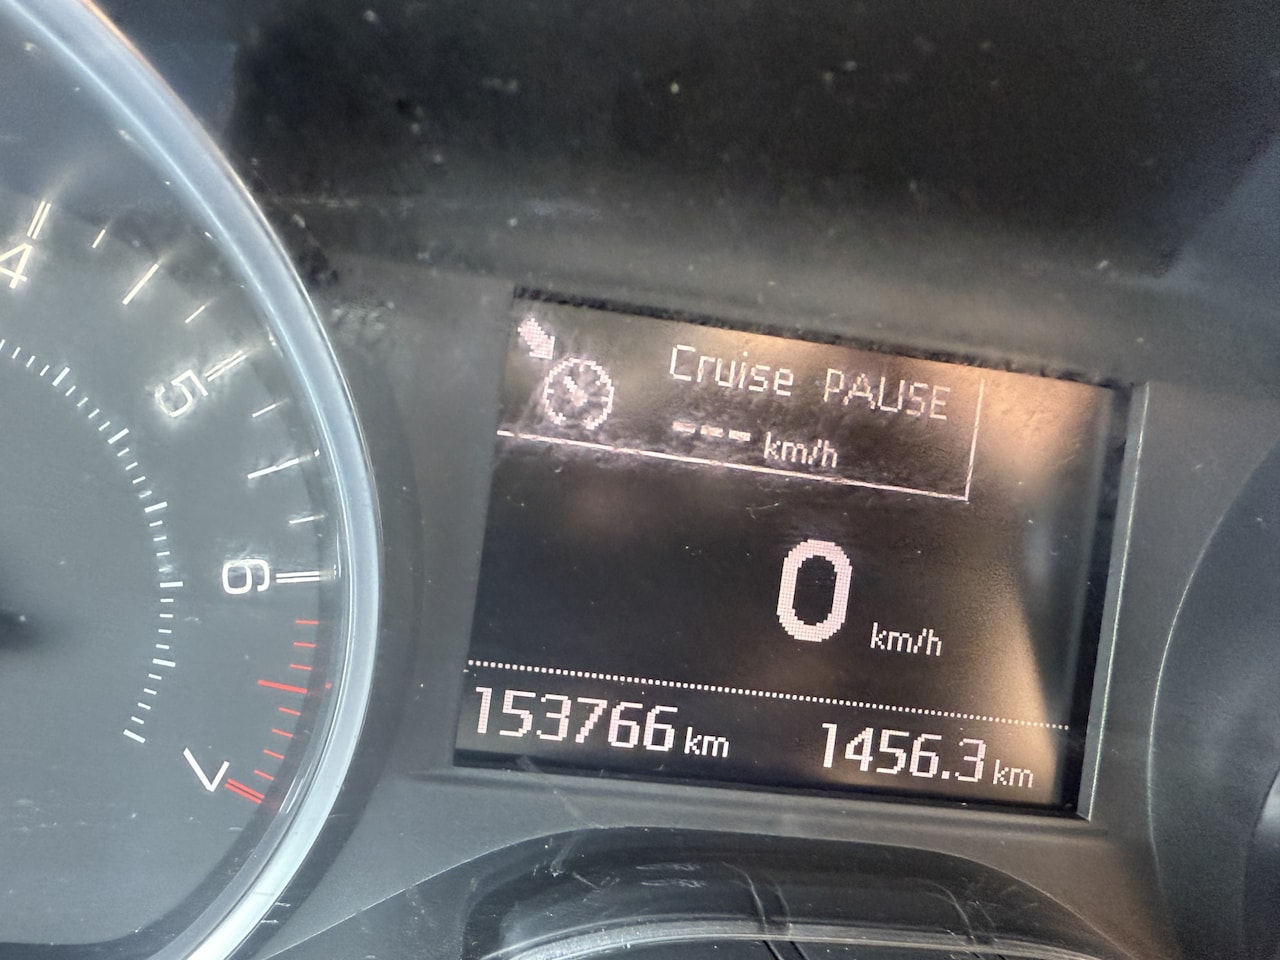 4
5
6
7
Cruise PAUSE
--- km/h
0 km/h
153766 km 1456.3 km